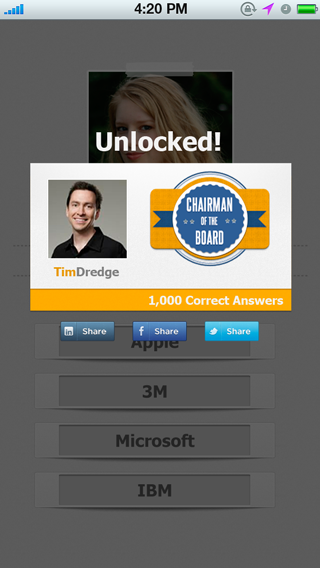 4:20 PM
Unlocked!
CHAIRMAN
OF THE
BOARD
TimDredge
1,000 Correct Answers
in Share
f Share
Share
Apple
3M
Microsoft
IBM